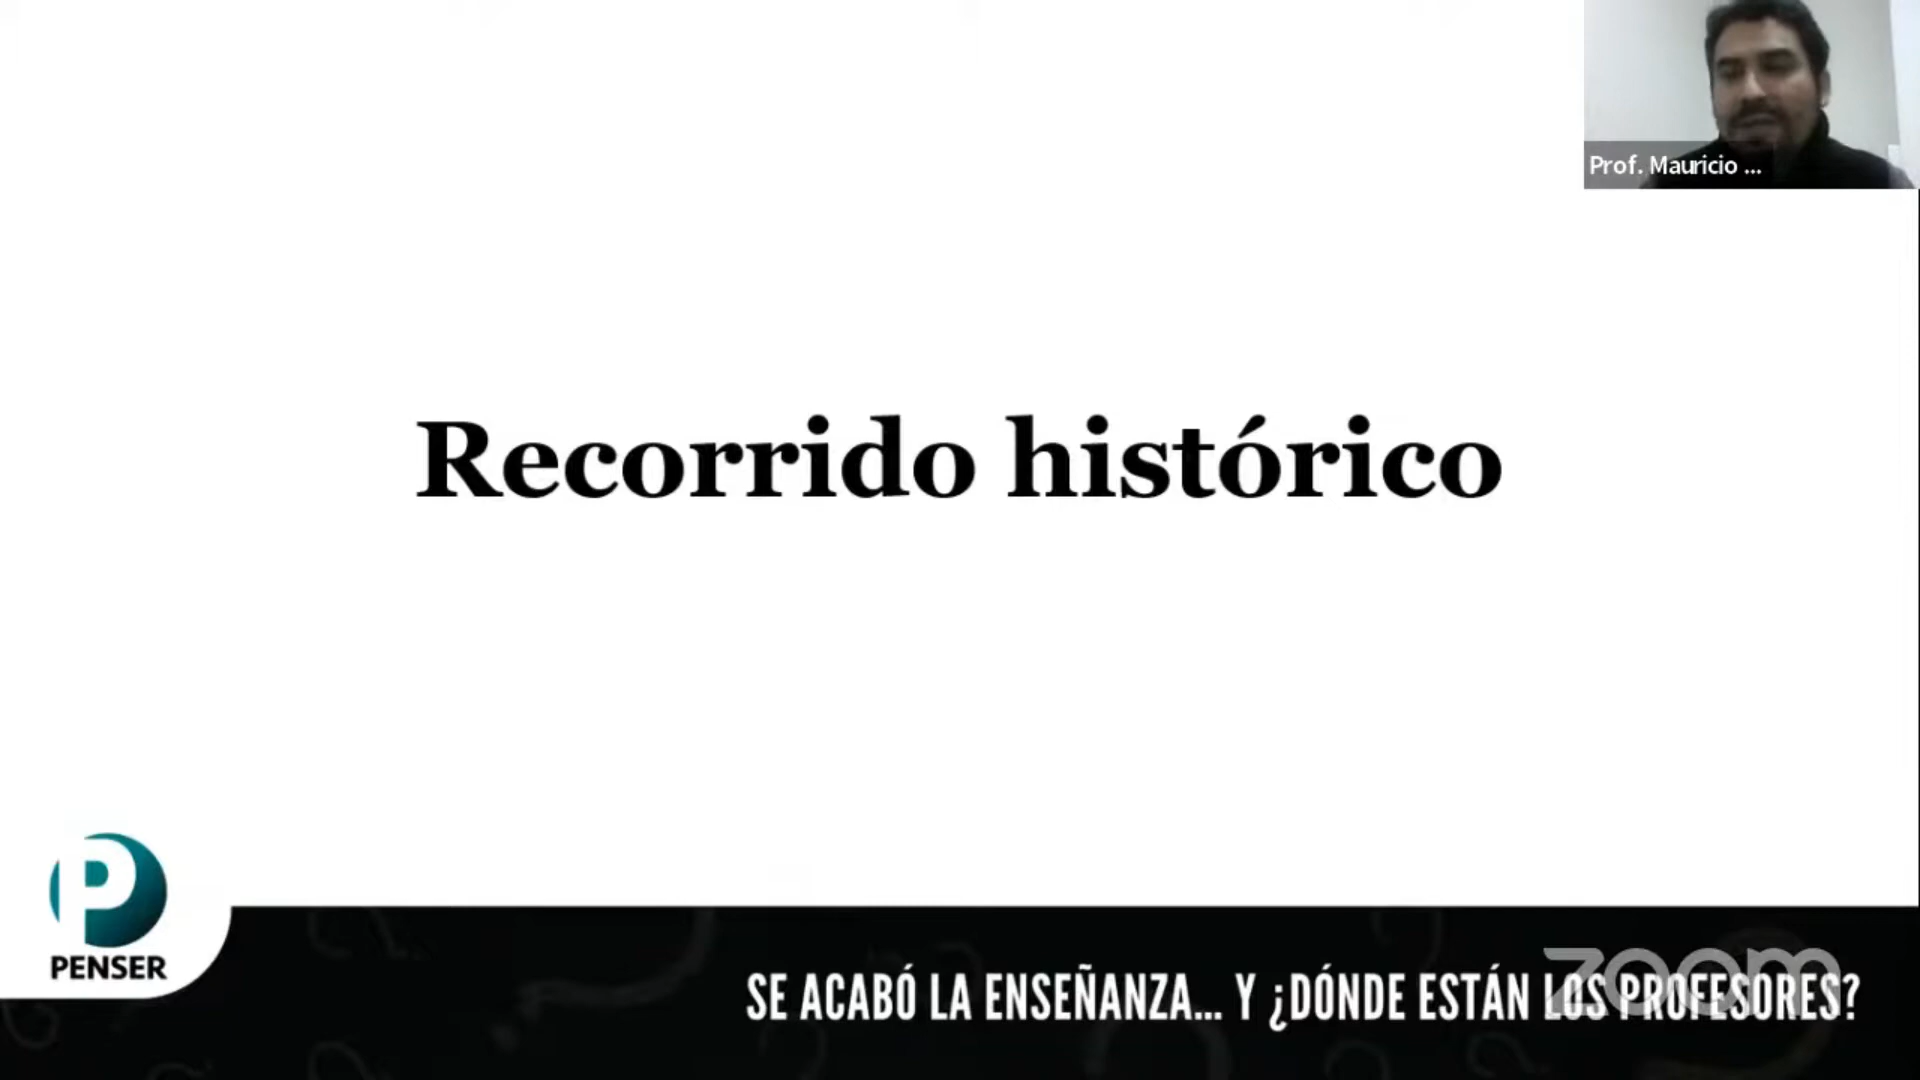 Prof. Mauricio ...
Recorrido histórico
P
PENSER
SE ACABÓ LA ENSEÑANZA... Y ¿DÓNDE ESTÁN LOS PROFESORES?
zoom